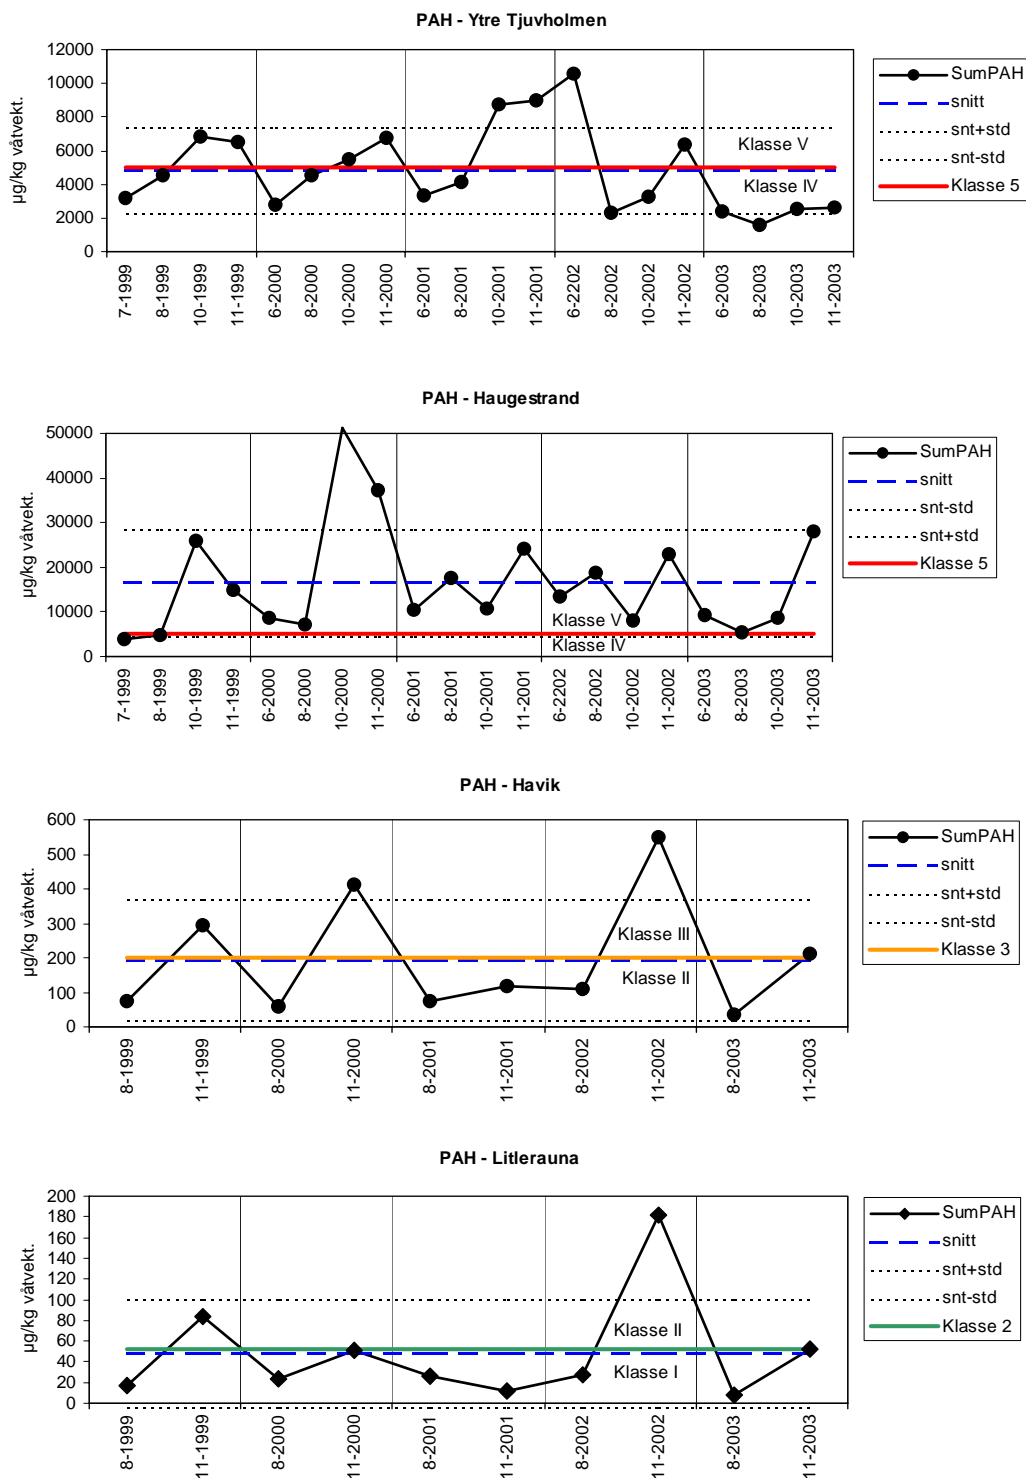 PAH - Ytre Tjuvholmen
µg/kg våtvekt.
12000
10000
8000
6000
4000
2000
0
Klasse V
Klasse IV
7-1999
8-1999
10-1999
11-1999
6-2000
8-2000
10-2000
11-2000
6-2001
8-2001
10-2001
11-2001
6-2202
8-2002
10-2002
11-2002
6-2003
8-2003
10-2003
11-2003
SumPAH
snitt
snt+std
snt-std
Klasse 5
PAH - Haugestrand
µg/kg våtvekt.
50000
40000
30000
20000
10000
0
Klasse V
Klasse IV
7-1999
8-1999
10-1999
11-1999
6-2000
8-2000
10-2000
11-2000
6-2001
8-2001
10-2001
11-2001
6-2202
8-2002
10-2002
11-2002
6-2003
8-2003
10-2003
11-2003
SumPAH
snitt
snt-std
snt+std
Klasse 5
PAH - Havik
µg/kg våtvekt.
600
500
400
300
200
100
0
Klasse III
Klasse II
8-1999
11-1999
8-2000
11-2000
8-2001
11-2001
8-2002
11-2002
8-2003
11-2003
SumPAH
snitt
snt+std
snt-std
Klasse 3
PAH - Litlerauna
µg/kg våtvekt.
200
180
160
140
120
100
80
60
40
20
0
Klasse II
Klasse I
8-1999
11-1999
8-2000
11-2000
8-2001
11-2001
8-2002
11-2002
8-2003
11-2003
SumPAH
snitt
snt+std
snt-std
Klasse 2